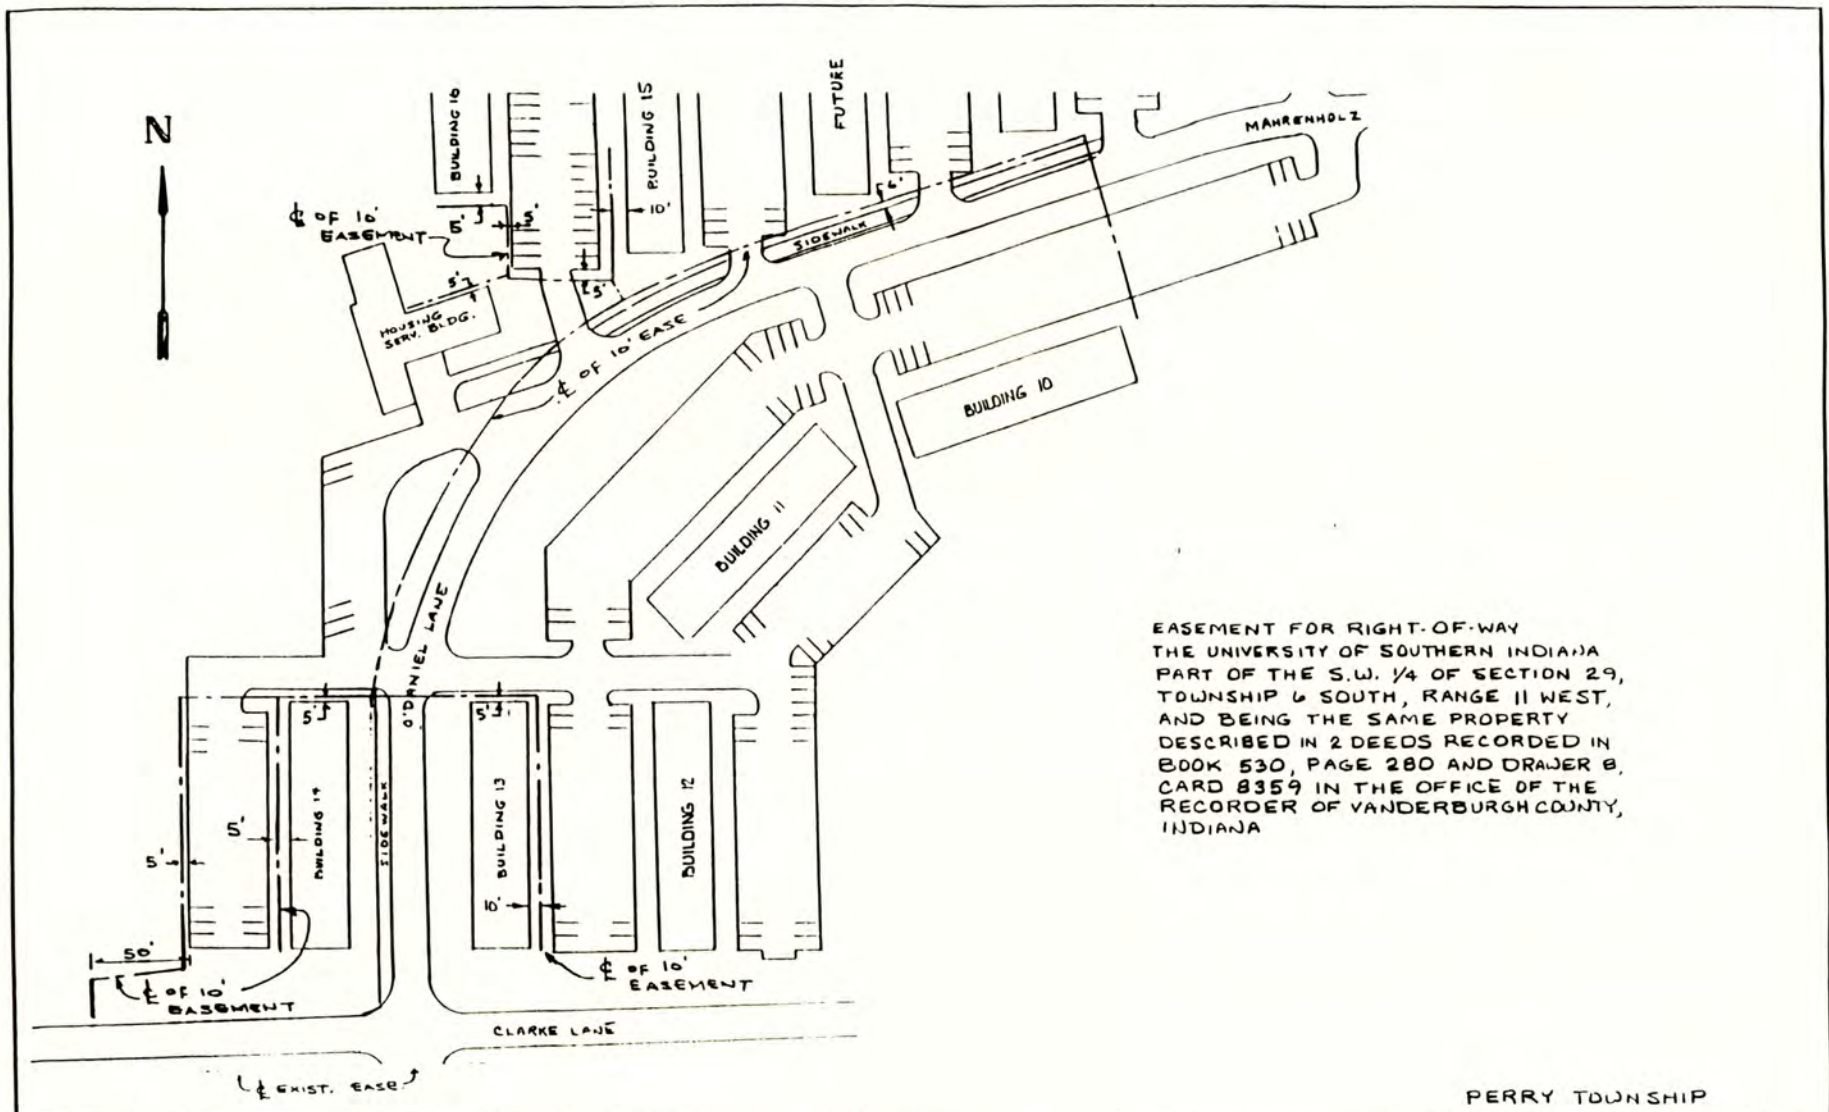 N
BUILDING 16
BUILDING 15
FUTURE
MAHRENHOLZ
℄ OF 10'
EASEMENT
5'
5'
10'
6'
SIDEWALK
5'
5'
HOUSING
SERV. BLDG.
℄ OF 10' EASE
BUILDING 10
BUILDING 11
O'DANIEL LANE
EASEMENT FOR RIGHT-OF-WAY
THE UNIVERSITY OF SOUTHERN INDIANA
PART OF THE S.W. 1/4 OF SECTION 29,
TOWNSHIP 6 SOUTH, RANGE 11 WEST,
AND BEING THE SAME PROPERTY
DESCRIBED IN 2 DEEDS RECORDED IN
BOOK 530, PAGE 280 AND DRAWER 8,
CARD 8359 IN THE OFFICE OF THE
RECORDER OF VANDERBURGH COUNTY,
INDIANA
5'
5'
5'
5'
BUILDING 14
SIDEWALK
BUILDING 13
BUILDING 12
10'
50'
℄ OF 10'
EASEMENT
℄ OF 10'
EASEMENT
CLARKE LANE
℄ EXIST. EASE.
PERRY TOWNSHIP